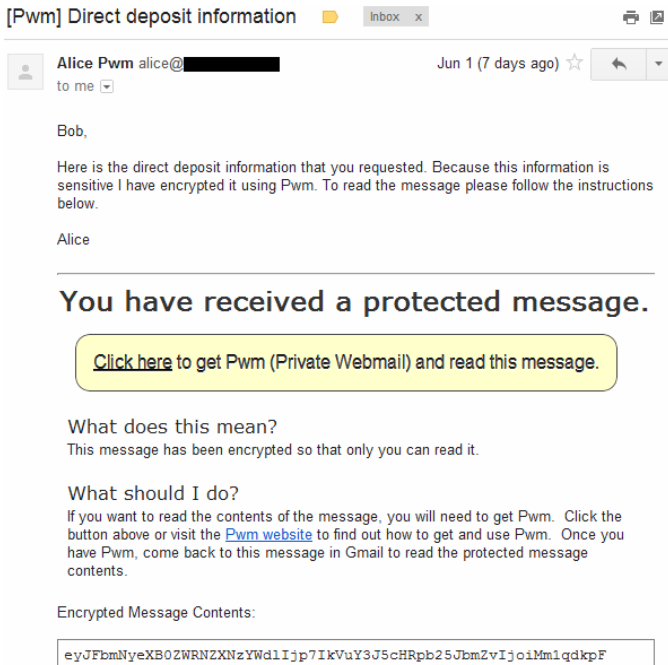 [Pwm] Direct deposit information Inbox x
Alice Pwm alice@ Jun 1 (7 days ago)
to me
Bob,
Here is the direct deposit information that you requested. Because this information is
sensitive I have encrypted it using Pwm. To read the message please follow the instructions
below.
Alice
You have received a protected message.
Click here to get Pwm (Private Webmail) and read this message.
What does this mean?
This message has been encrypted so that only you can read it.
What should I do?
If you want to read the contents of the message, you will need to get Pwm. Click the
button above or visit the Pwm website to find out how to get and use Pwm. Once you
have Pwm, come back to this message in Gmail to read the protected message
contents.
Encrypted Message Contents:
eyJFbmNyeXB0ZWRNZXNzYWdlIjp7IkVuY3J5cHRpb25JbmZvIjoiMm1qdkpF